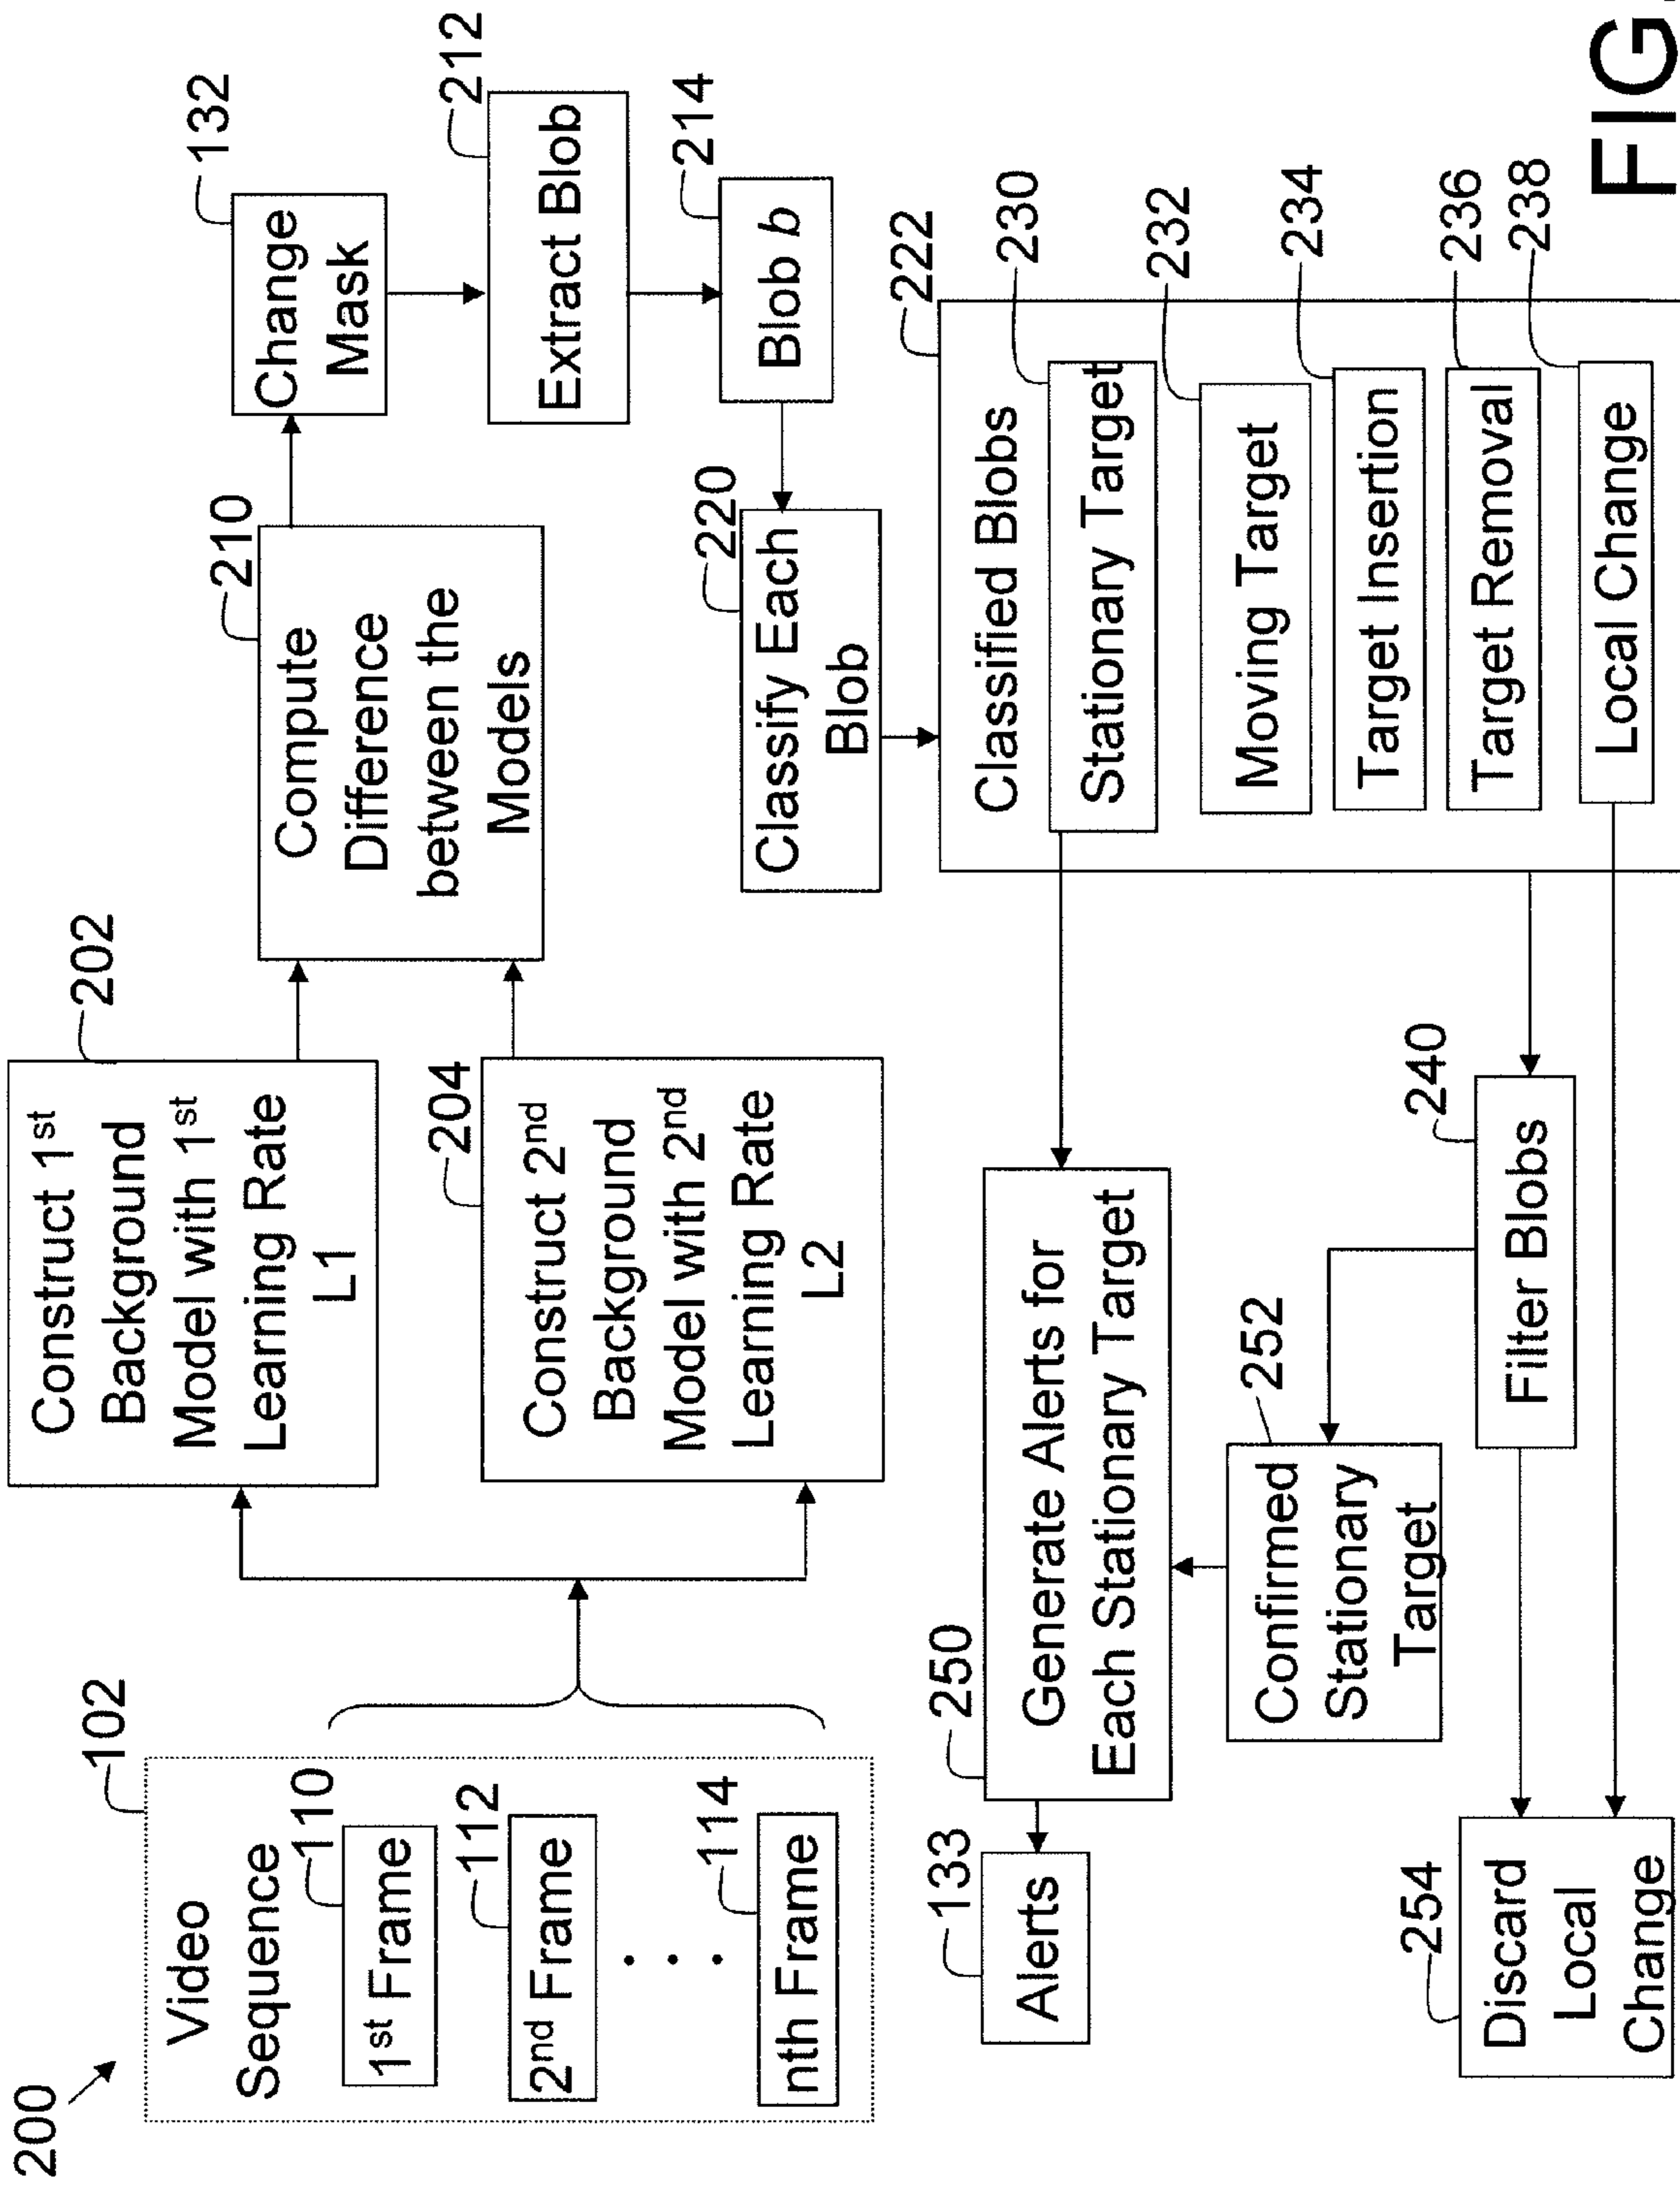 200
102
Video
Sequence
110
1st Frame
112
2nd Frame
. . .
114
nth Frame
202
Construct 1st
Background
Model with 1st
Learning Rate
L1
204
Construct 2nd
Background
Model with 2nd
Learning Rate
L2
210
Compute
Difference
between the
Models
132
Change
Mask
212
Extract Blob
214
Blob b
220
Classify Each
Blob
222
Classified Blobs
230
Stationary Target
232
Moving Target
234
Target Insertion
236
Target Removal
238
Local Change
240
Filter Blobs
250
Generate Alerts for
Each Stationary Target
252
Confirmed
Stationary
Target
133
Alerts
254
Discard
Local
Change
FIG.